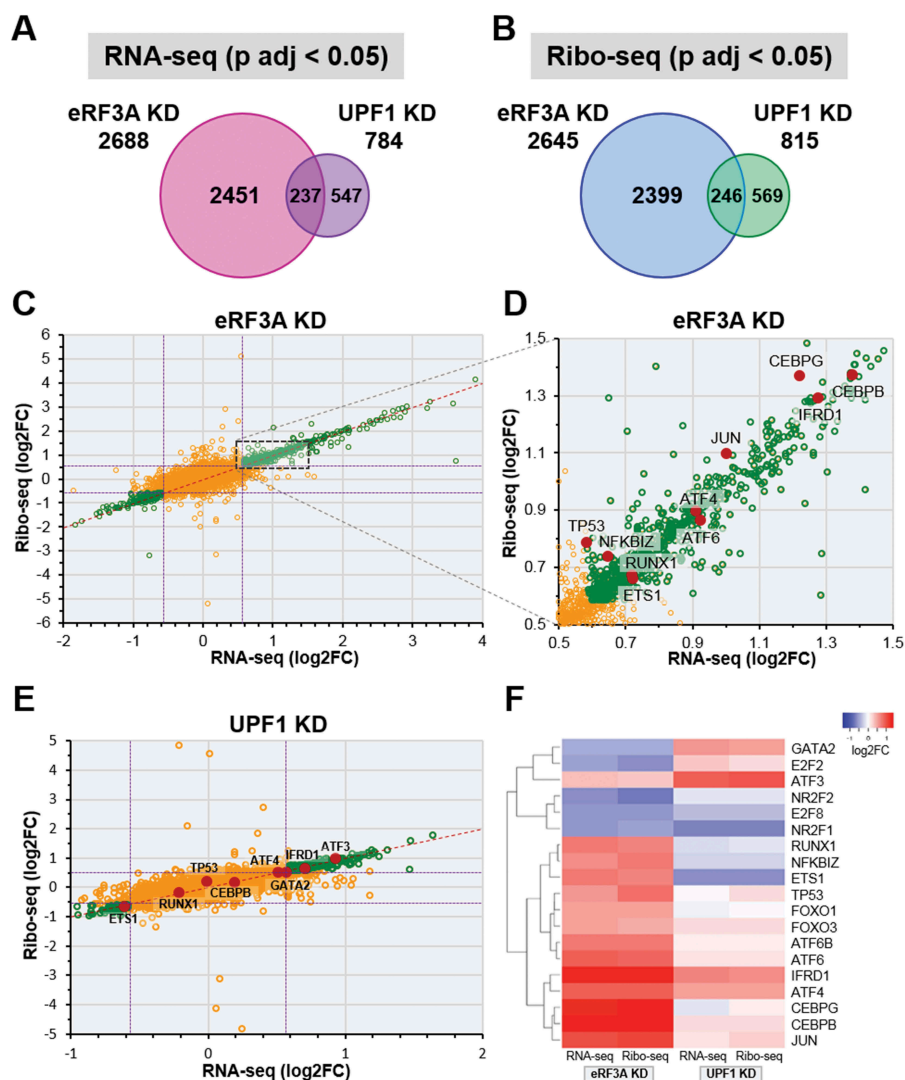 A
RNA-seq (p adj < 0.05)
eRF3A KD
2688
UPF1 KD
784
2451
237
547
B
Ribo-seq (p adj < 0.05)
eRF3A KD
2645
UPF1 KD
815
2399
246
569
C
eRF3A KD
Ribo-seq (log2FC)
6
5
4
3
2
1
0
-1
-2
-3
-4
-5
-6
-2
-1
0
1
2
3
4
RNA-seq (log2FC)
D
eRF3A KD
Ribo-seq (log2FC)
1.5
1.3
1.1
0.9
0.7
0.5
CEBPG
CEBPB
IFRD1
JUN
ATF4
ATF6
TP53
NFKBIZ
RUNX1
ETS1
0.5
0.7
0.9
1.1
1.3
1.5
RNA-seq (log2FC)
E
UPF1 KD
Ribo-seq (log2FC)
5
4
3
2
1
0
-1
-2
-3
-4
-5
ATF3
IFRD1
ATF4
TP53
GATA2
CEBPB
RUNX1
ETS1
-1
0
1
2
RNA-seq (log2FC)
F
-1
0
1
log2FC
GATA2
E2F2
ATF3
NR2F2
E2F8
NR2F1
RUNX1
NFKBIZ
ETS1
TP53
FOXO1
FOXO3
ATF6B
ATF6
IFRD1
ATF4
CEBPG
CEBPB
JUN
RNA-seq Ribo-seq RNA-seq Ribo-seq
eRF3A KD UPF1 KD